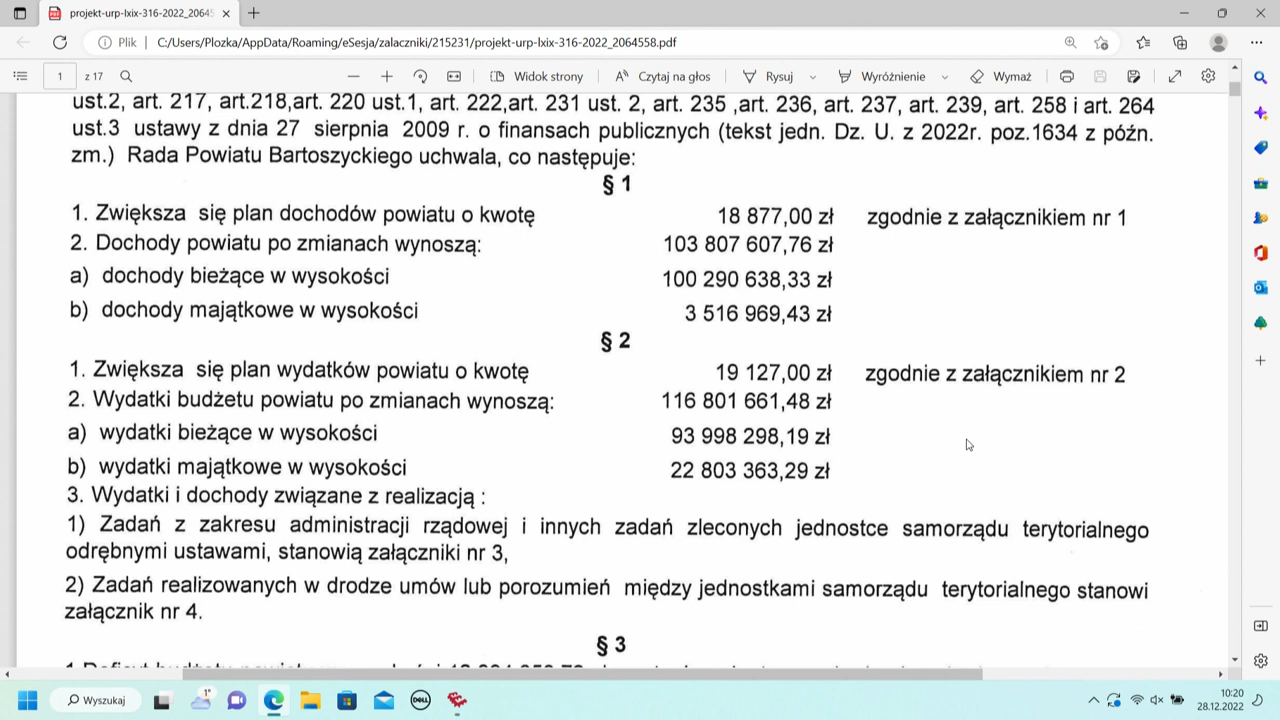 projekt-urp-lxix-316-2022_20645
Plik | C:/Users/Plozka/AppData/Roaming/eSesja/zalaczniki/215231/projekt-urp-lxix-316-2022_2064558.pdf
1 z 17 Widok strony Czytaj na głos Rysuj Wyróżnienie Wymaż
ust.2, art. 217, art.218,art. 220 ust.1, art. 222,art. 231 ust. 2, art. 235 ,art. 236, art. 237, art. 239, art. 258 i art. 264
ust.3 ustawy z dnia 27 sierpnia 2009 r. o finansach publicznych (tekst jedn. Dz. U. z 2022r. poz.1634 z późn.
zm.) Rada Powiatu Bartoszyckiego uchwala, co następuje:
§ 1
1. Zwiększa się plan dochodów powiatu o kwotę 18 877,00 zł zgodnie z załącznikiem nr 1
2. Dochody powiatu po zmianach wynoszą: 103 807 607,76 zł
a) dochody bieżące w wysokości 100 290 638,33 zł
b) dochody majątkowe w wysokości 3 516 969,43 zł
§ 2
1. Zwiększa się plan wydatków powiatu o kwotę 19 127,00 zł zgodnie z załącznikiem nr 2
2. Wydatki budżetu powiatu po zmianach wynoszą: 116 801 661,48 zł
a) wydatki bieżące w wysokości 93 998 298,19 zł
b) wydatki majątkowe w wysokości 22 803 363,29 zł
3. Wydatki i dochody związane z realizacją :
1) Zadań z zakresu administracji rządowej i innych zadań zleconych jednostce samorządu terytorialnego
odrębnymi ustawami, stanowią załączniki nr 3,
2) Zadań realizowanych w drodze umów lub porozumień między jednostkami samorządu terytorialnego stanowi
załącznik nr 4.
§ 3
Wyszukaj 1° DELL 10:20
28.12.2022